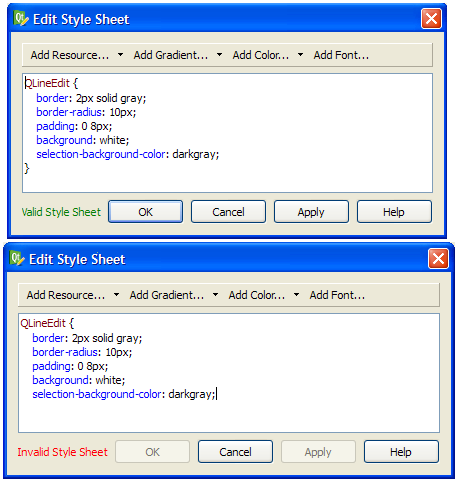 Qt Edit Style Sheet
Add Resource... Add Gradient... Add Color... Add Font...
QLineEdit {
border: 2px solid gray;
border-radius: 10px;
padding: 0 8px;
background: white;
selection-background-color: darkgray;
}
Valid Style Sheet OK Cancel Apply Help
Qt Edit Style Sheet
Add Resource... Add Gradient... Add Color... Add Font...
QLineEdit {
border: 2px solid gray;
border-radius: 10px;
padding: 0 8px;
background: white;
selection-background-color: darkgray;
Invalid Style Sheet OK Cancel Apply Help